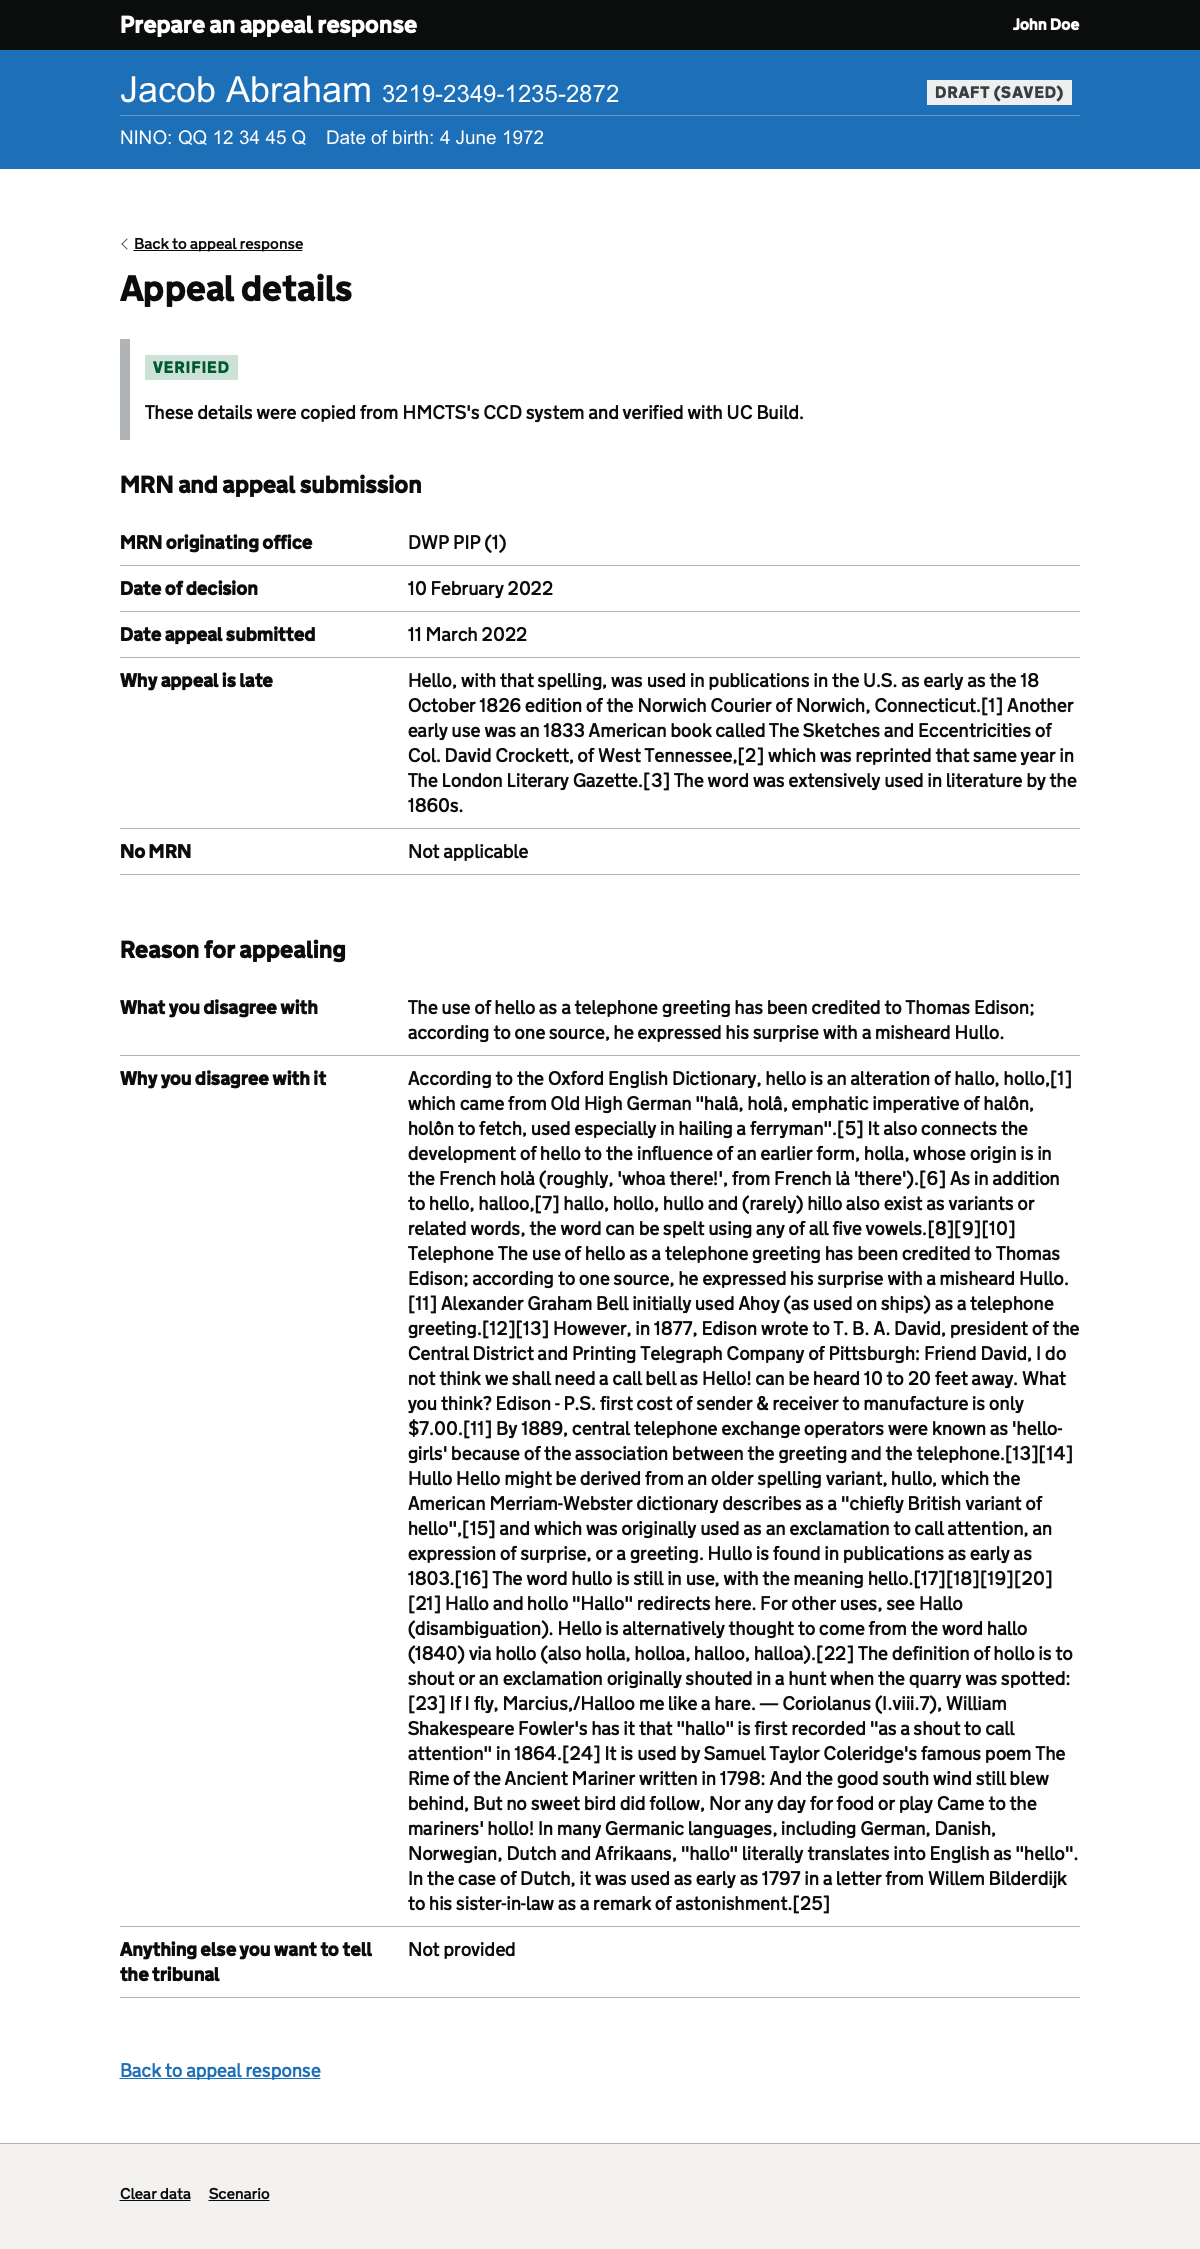 Prepare an appeal response
John Doe
Jacob Abraham 3219-2349-1235-2872
DRAFT (SAVED)
NINO: QQ 12 34 45 Q Date of birth: 4 June 1972
Back to appeal response
Appeal details
VERIFIED
These details were copied from HMCTS's CCD system and verified with UC Build.
MRN and appeal submission
MRN originating office DWP PIP (1)
Date of decision 10 February 2022
Date appeal submitted 11 March 2022
Why appeal is late Hello, with that spelling, was used in publications in the U.S. as early as the 18
October 1826 edition of the Norwich Courier of Norwich, Connecticut.[1] Another
early use was an 1833 American book called The Sketches and Eccentricities of
Col. David Crockett, of West Tennessee,[2] which was reprinted that same year in
The London Literary Gazette.[3] The word was extensively used in literature by the
1860s.
No MRN Not applicable
Reason for appealing
What you disagree with The use of hello as a telephone greeting has been credited to Thomas Edison;
according to one source, he expressed his surprise with a misheard Hullo.
Why you disagree with it According to the Oxford English Dictionary, hello is an alteration of hallo, hollo,[1]
which came from Old High German "halâ, holâ, emphatic imperative of halôn,
holôn to fetch, used especially in hailing a ferryman".[5] It also connects the
development of hello to the influence of an earlier form, holla, whose origin is in
the French holà (roughly, 'whoa there!', from French là 'there').[6] As in addition
to hello, halloo,[7] hallo, hollo, hullo and (rarely) hillo also exist as variants or
related words, the word can be spelt using any of all five vowels.[8][9][10]
Telephone The use of hello as a telephone greeting has been credited to Thomas
Edison; according to one source, he expressed his surprise with a misheard Hullo.
[11] Alexander Graham Bell initially used Ahoy (as used on ships) as a telephone
greeting.[12][13] However, in 1877, Edison wrote to T. B. A. David, president of the
Central District and Printing Telegraph Company of Pittsburgh: Friend David, I do
not think we shall need a call bell as Hello! can be heard 10 to 20 feet away. What
you think? Edison - P.S. first cost of sender & receiver to manufacture is only
$7.00.[11] By 1889, central telephone exchange operators were known as 'hello-
girls' because of the association between the greeting and the telephone.[13][14]
Hullo Hello might be derived from an older spelling variant, hullo, which the
American Merriam-Webster dictionary describes as a "chiefly British variant of
hello",[15] and which was originally used as an exclamation to call attention, an
expression of surprise, or a greeting. Hullo is found in publications as early as
1803.[16] The word hullo is still in use, with the meaning hello.[17][18][19][20]
[21] Hallo and hollo "Hallo" redirects here. For other uses, see Hallo
(disambiguation). Hello is alternatively thought to come from the word hallo
(1840) via hollo (also holla, holloa, halloo, halloa).[22] The definition of hollo is to
shout or an exclamation originally shouted in a hunt when the quarry was spotted:
[23] If I fly, Marcius,/Halloo me like a hare. — Coriolanus (I.viii.7), William
Shakespeare Fowler's has it that "hallo" is first recorded "as a shout to call
attention" in 1864.[24] It is used by Samuel Taylor Coleridge's famous poem The
Rime of the Ancient Mariner written in 1798: And the good south wind still blew
behind, But no sweet bird did follow, Nor any day for food or play Came to the
mariners' hollo! In many Germanic languages, including German, Danish,
Norwegian, Dutch and Afrikaans, "hallo" literally translates into English as "hello".
In the case of Dutch, it was used as early as 1797 in a letter from Willem Bilderdijk
to his sister-in-law as a remark of astonishment.[25]
Anything else you want to tell Not provided
the tribunal
Back to appeal response
Clear data Scenario